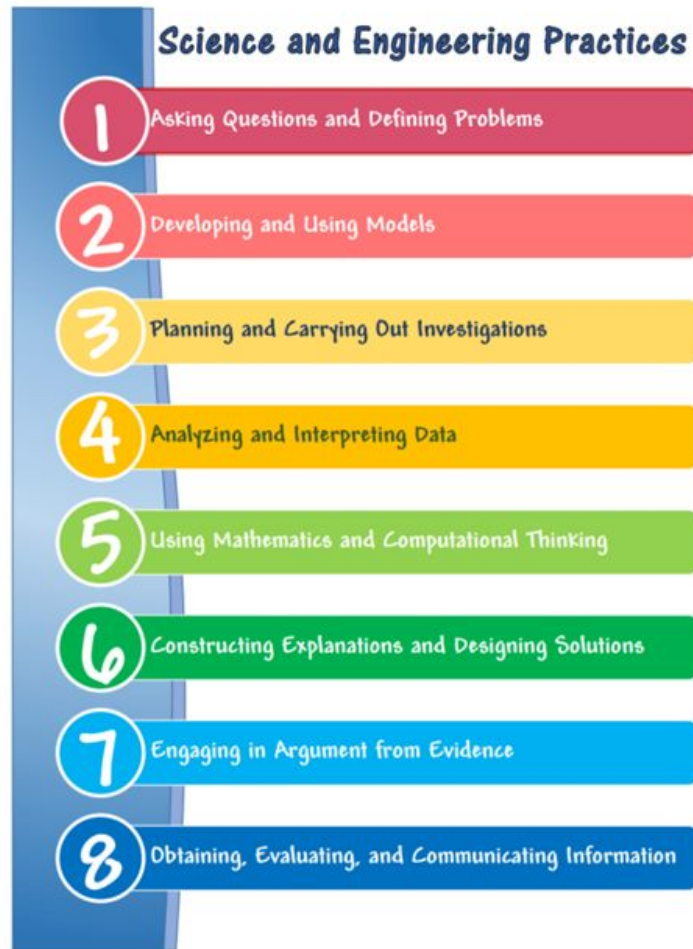 Science and Engineering Practices
1 Asking Questions and Defining Problems
2 Developing and Using Models
3 Planning and Carrying Out Investigations
4 Analyzing and Interpreting Data
5 Using Mathematics and Computational Thinking
6 Constructing Explanations and Designing Solutions
7 Engaging in Argument from Evidence
8 Obtaining, Evaluating, and Communicating Information